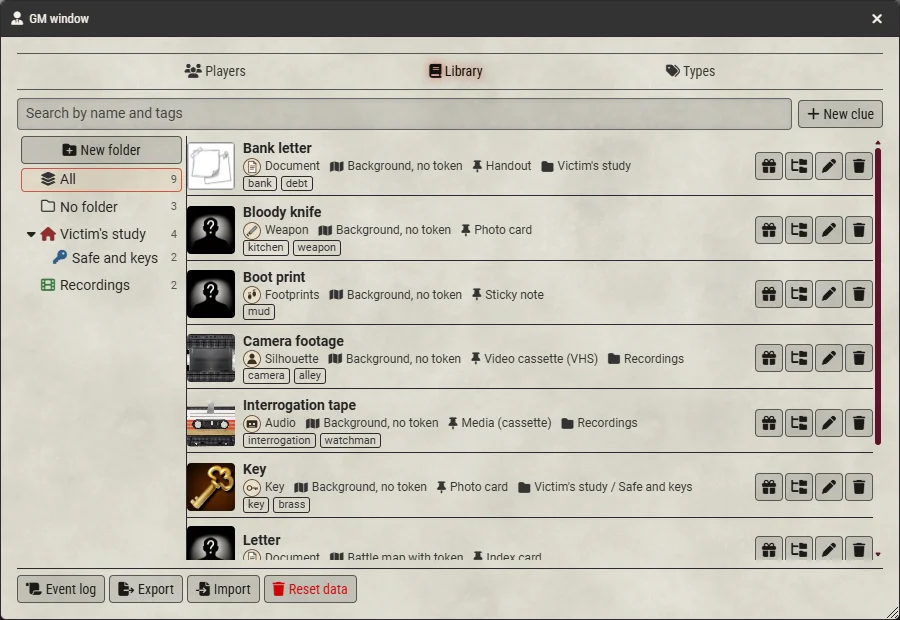 GM window
Players
Library
Types
Search by name and tags
New clue
New folder
All 9
No folder 3
Victim's study 4
Safe and keys 2
Recordings 2
Bank letter
Document Background, no token Handout Victim's study
bank debt
Bloody knife
Weapon Background, no token Photo card
kitchen weapon
Boot print
Footprints Background, no token Sticky note
mud
Camera footage
Silhouette Background, no token Video cassette (VHS) Recordings
camera alley
Interrogation tape
Audio Background, no token Media (cassette) Recordings
interrogation watchman
Key
Key Background, no token Photo card Victim's study / Safe and keys
key brass
Letter
Document Battle map with token Index card
Event log
Export
Import
Reset data